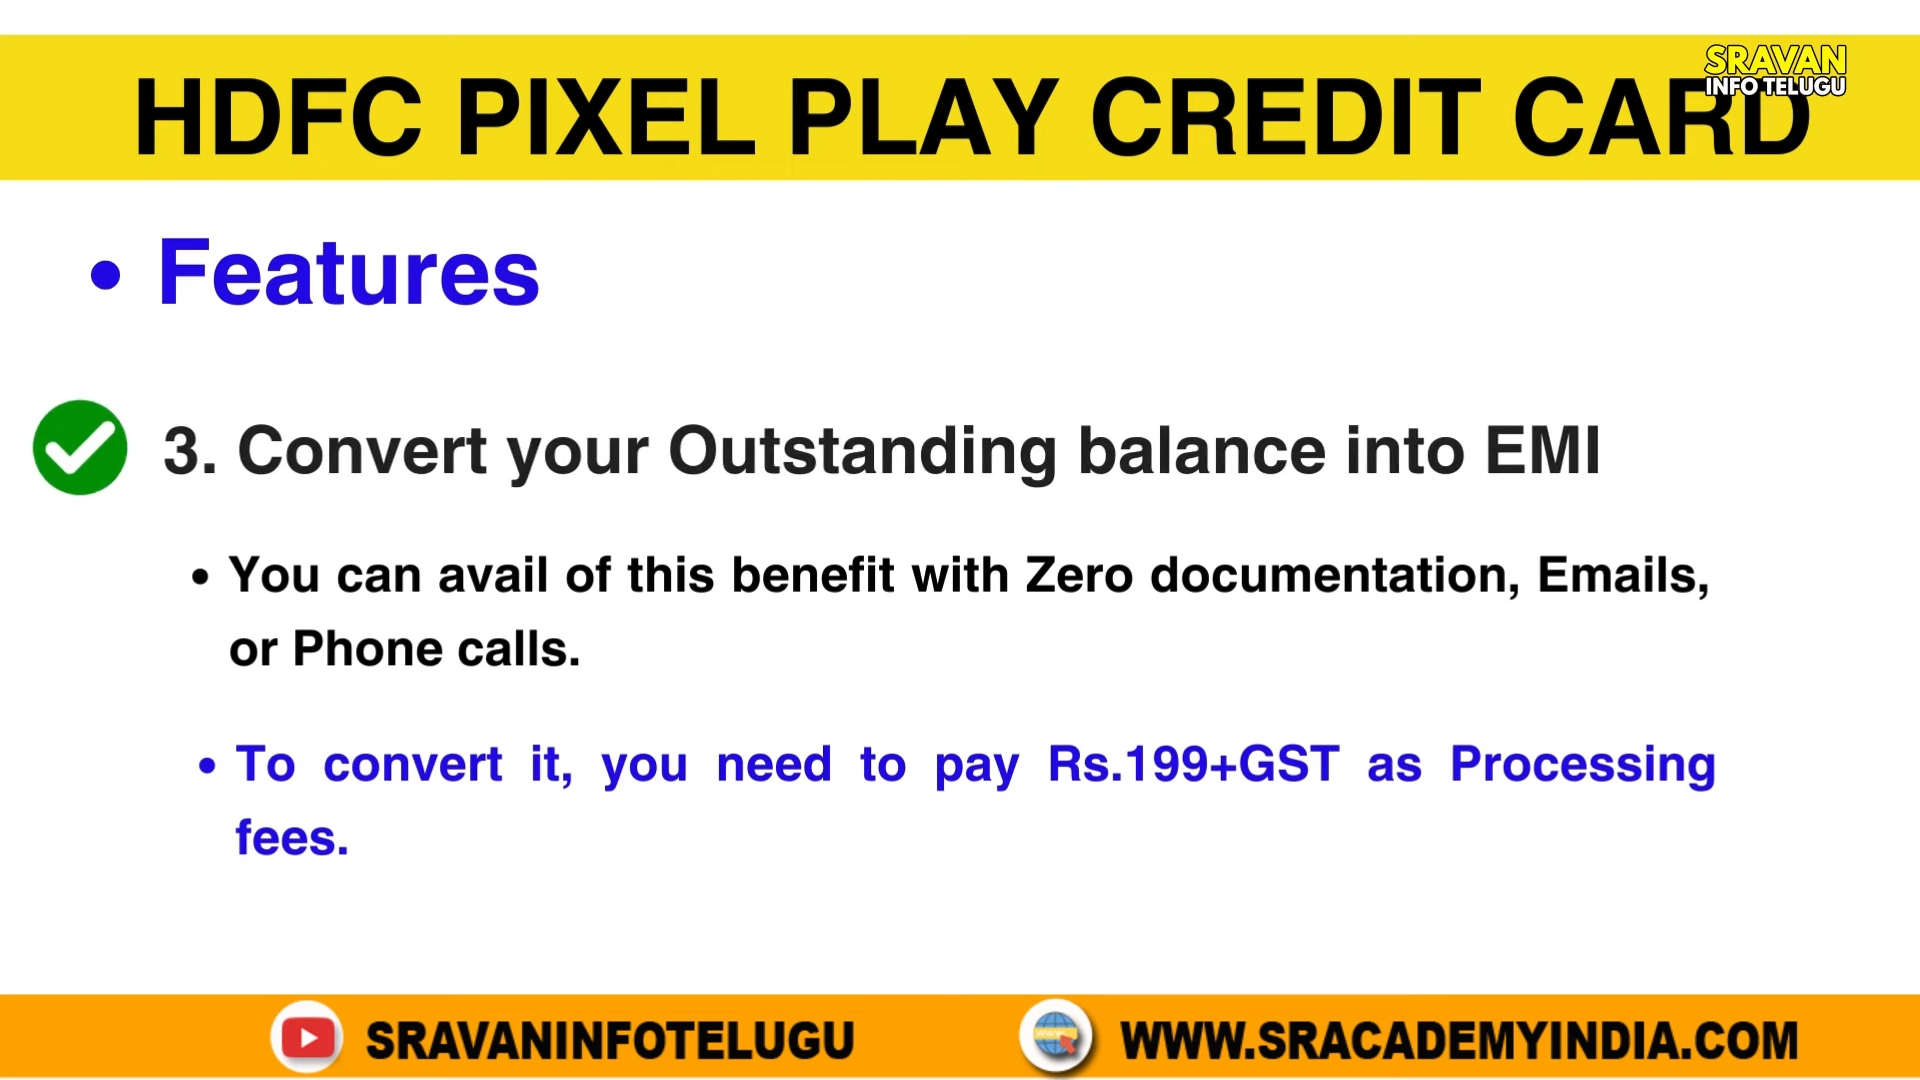 SRAVAN
INFO TELUGU
HDFC PIXEL PLAY CREDIT CARD
• Features
3. Convert your Outstanding balance into EMI
• You can avail of this benefit with Zero documentation, Emails,
or Phone calls.
• To convert it, you need to pay Rs.199+GST as Processing
fees.
SRAVANINFOTELUGU
WWW.SRACADEMYINDIA.COM